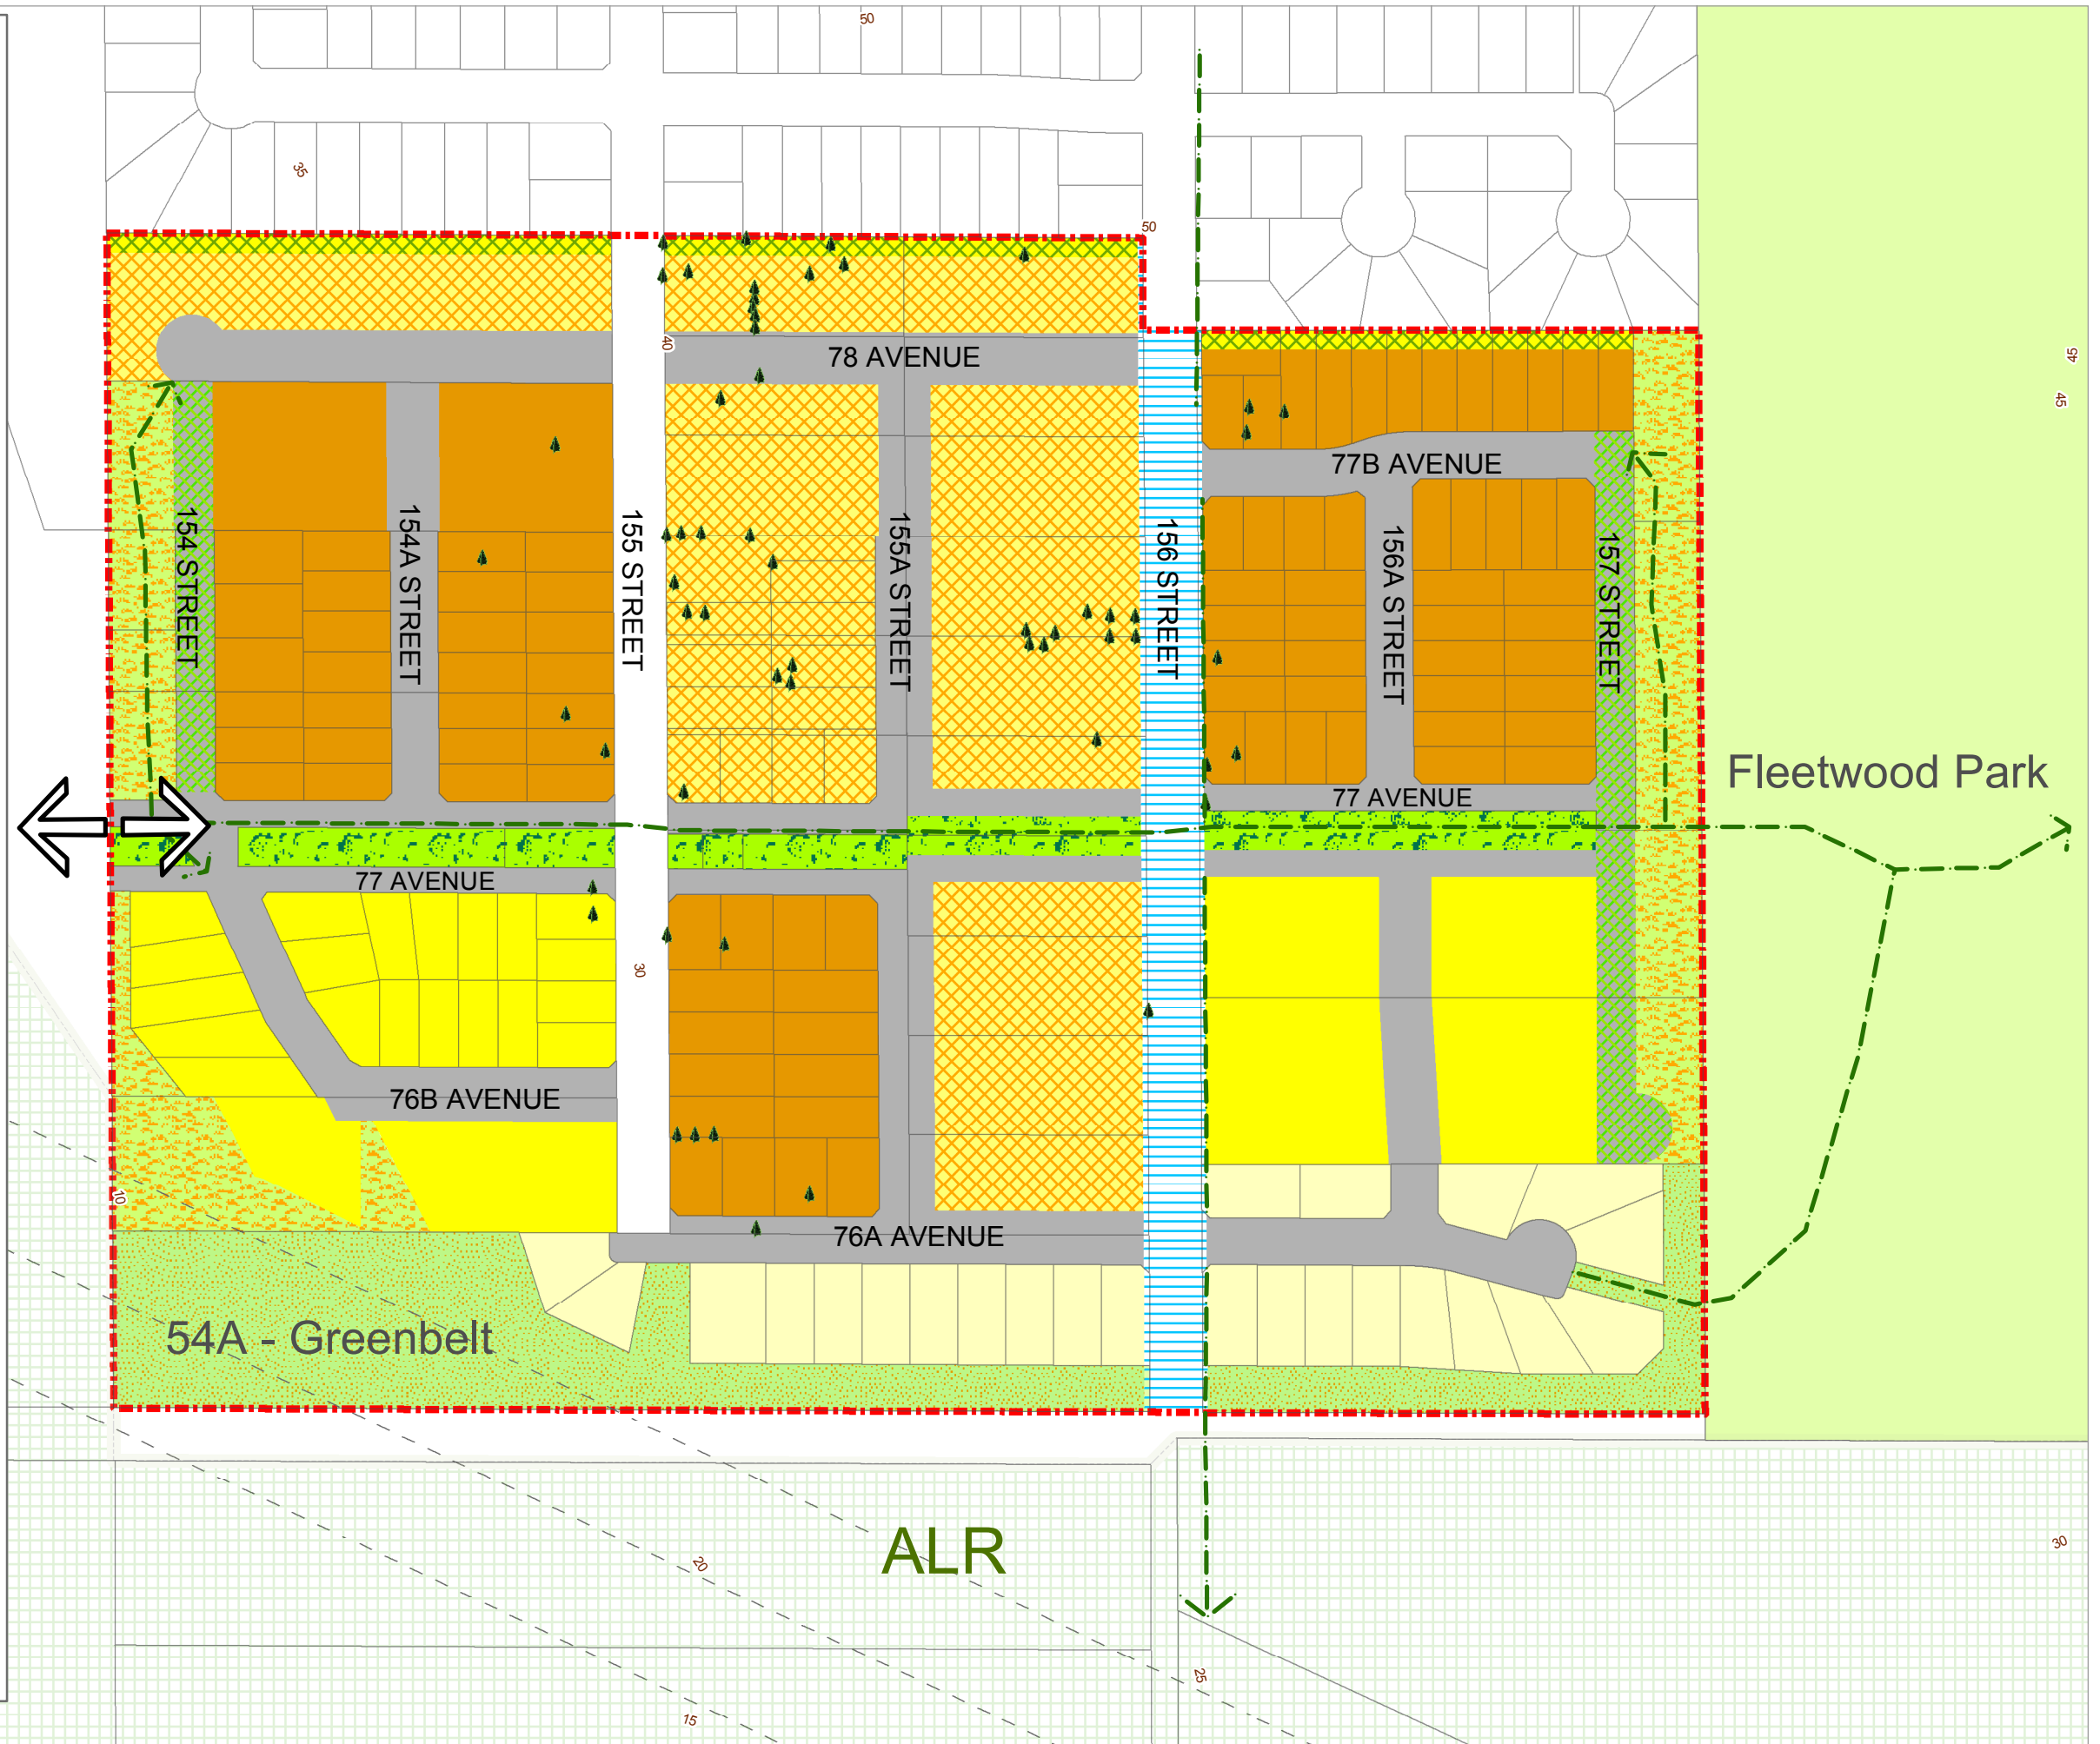 50
35
50
40
78 AVENUE
45
45
77B AVENUE
154 STREET
154A STREET
155 STREET
155A STREET
156 STREET
156A STREET
157 STREET
Fleetwood Park
77 AVENUE
77 AVENUE
30
76B AVENUE
10
76A AVENUE
54A - Greenbelt
ALR
20
30
25
15